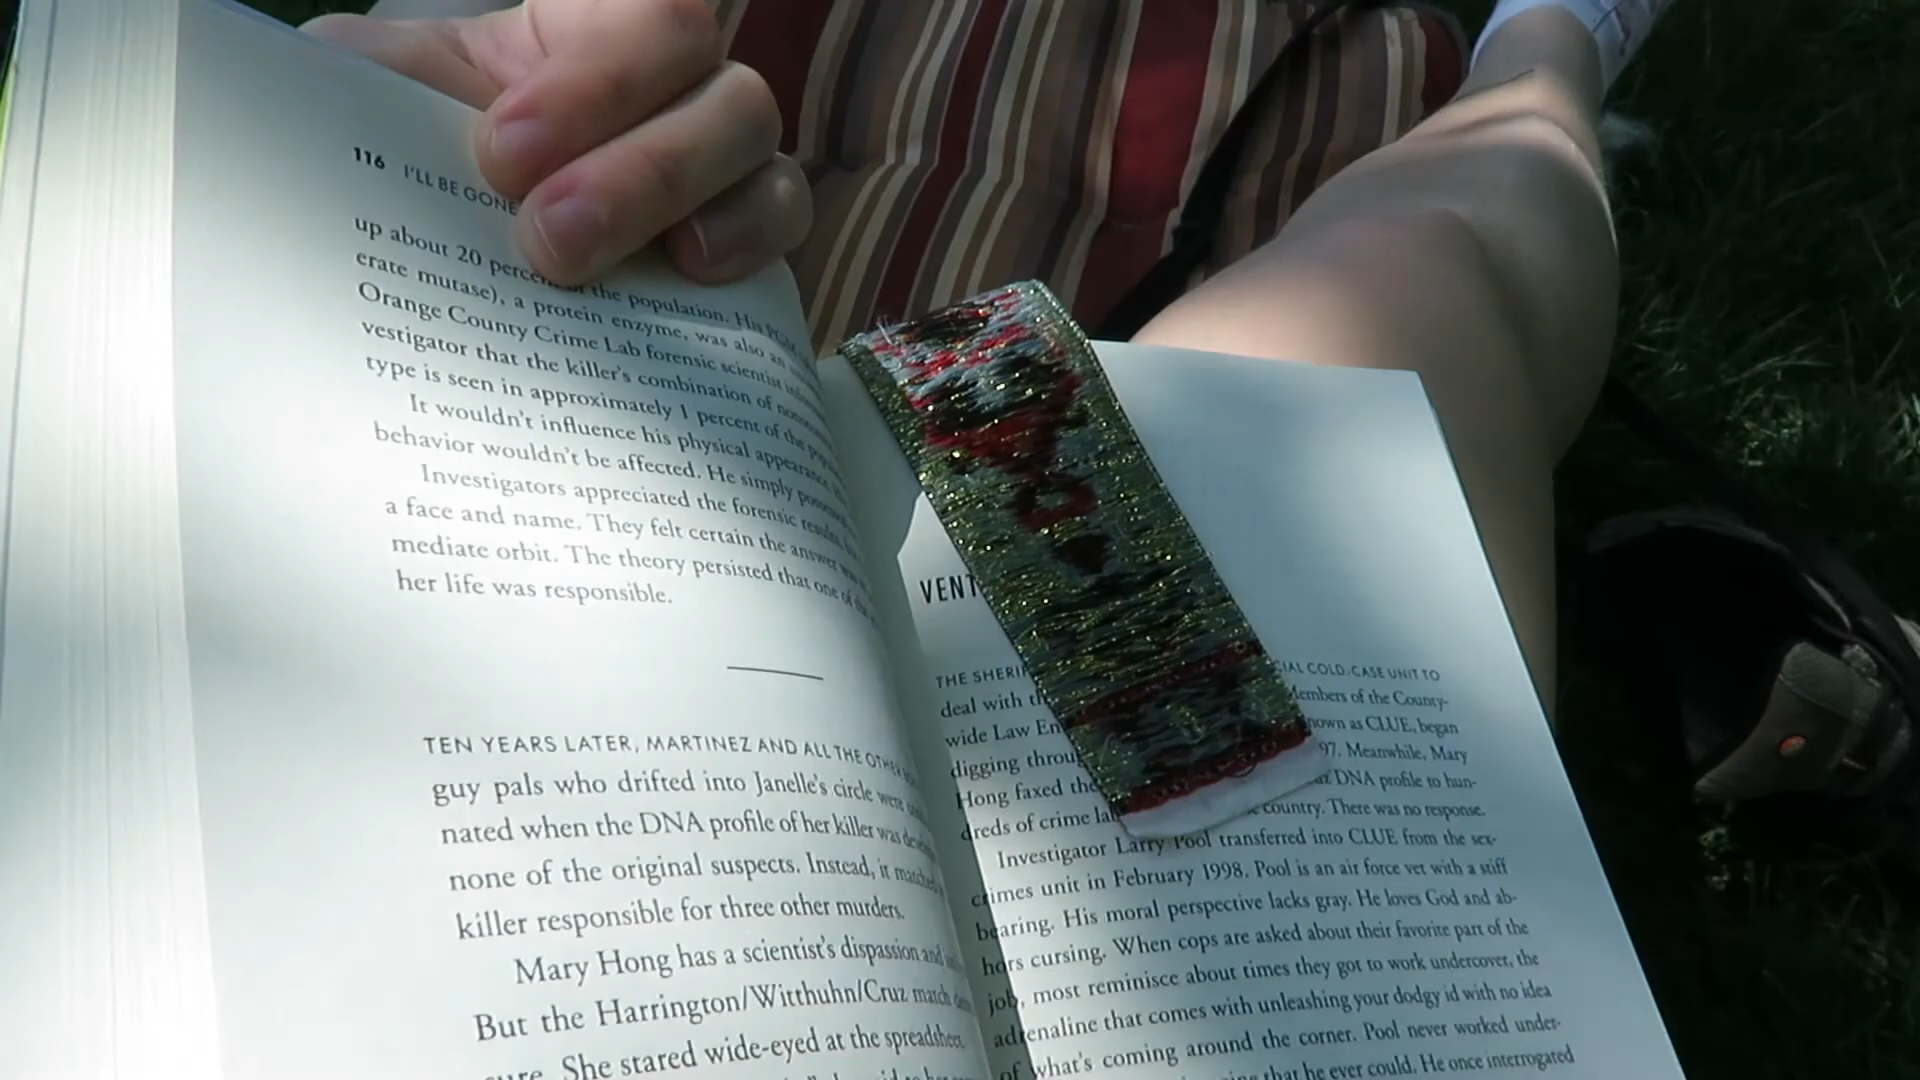 116 I'LL BE GONE
up about 20 percent of the population. His PGM
erate mutase), a protein enzyme, was also an
Orange County Crime Lab forensic scientist
vestigator that the killer's combination of
type is seen in approximately 1 percent of the
It wouldn't influence his physical appearance,
behavior wouldn't be affected. He simply
Investigators appreciated the forensic results,
a face and name. They felt certain the answer was
mediate orbit. The theory persisted that one of
her life was responsible.
TEN YEARS LATER, MARTINEZ AND ALL THE OTHER
guy pals who drifted into Janelle's circle were
nated when the DNA profile of her killer was
none of the original suspects. Instead, it matched
killer responsible for three other murders.
Mary Hong has a scientist's dispassion and
But the Harrington/Witthuhn/Cruz match
sure. She stared wide-eyed at the spreadsheet.
VENT
THE SHERIF CIAL COLD-CASE UNIT TO
deal with th Members of the County-
wide Law En nown as CLUE, began
digging throug 97. Meanwhile, Mary
Hong faxed the DNA profile to hun-
dreds of crime la country. There was no response.
Investigator Larry Pool transferred into CLUE from the sex-
crimes unit in February 1998. Pool is an air force vet with a stiff
bearing. His moral perspective lacks gray. He loves God and ab-
hors cursing. When cops are asked about their favorite part of the
job, most reminisce about times they got to work undercover, the
adrenaline that comes with unleashing your dodgy id with no idea
of what's coming around the corner. Pool never worked under-
that he ever could. He once interrogated